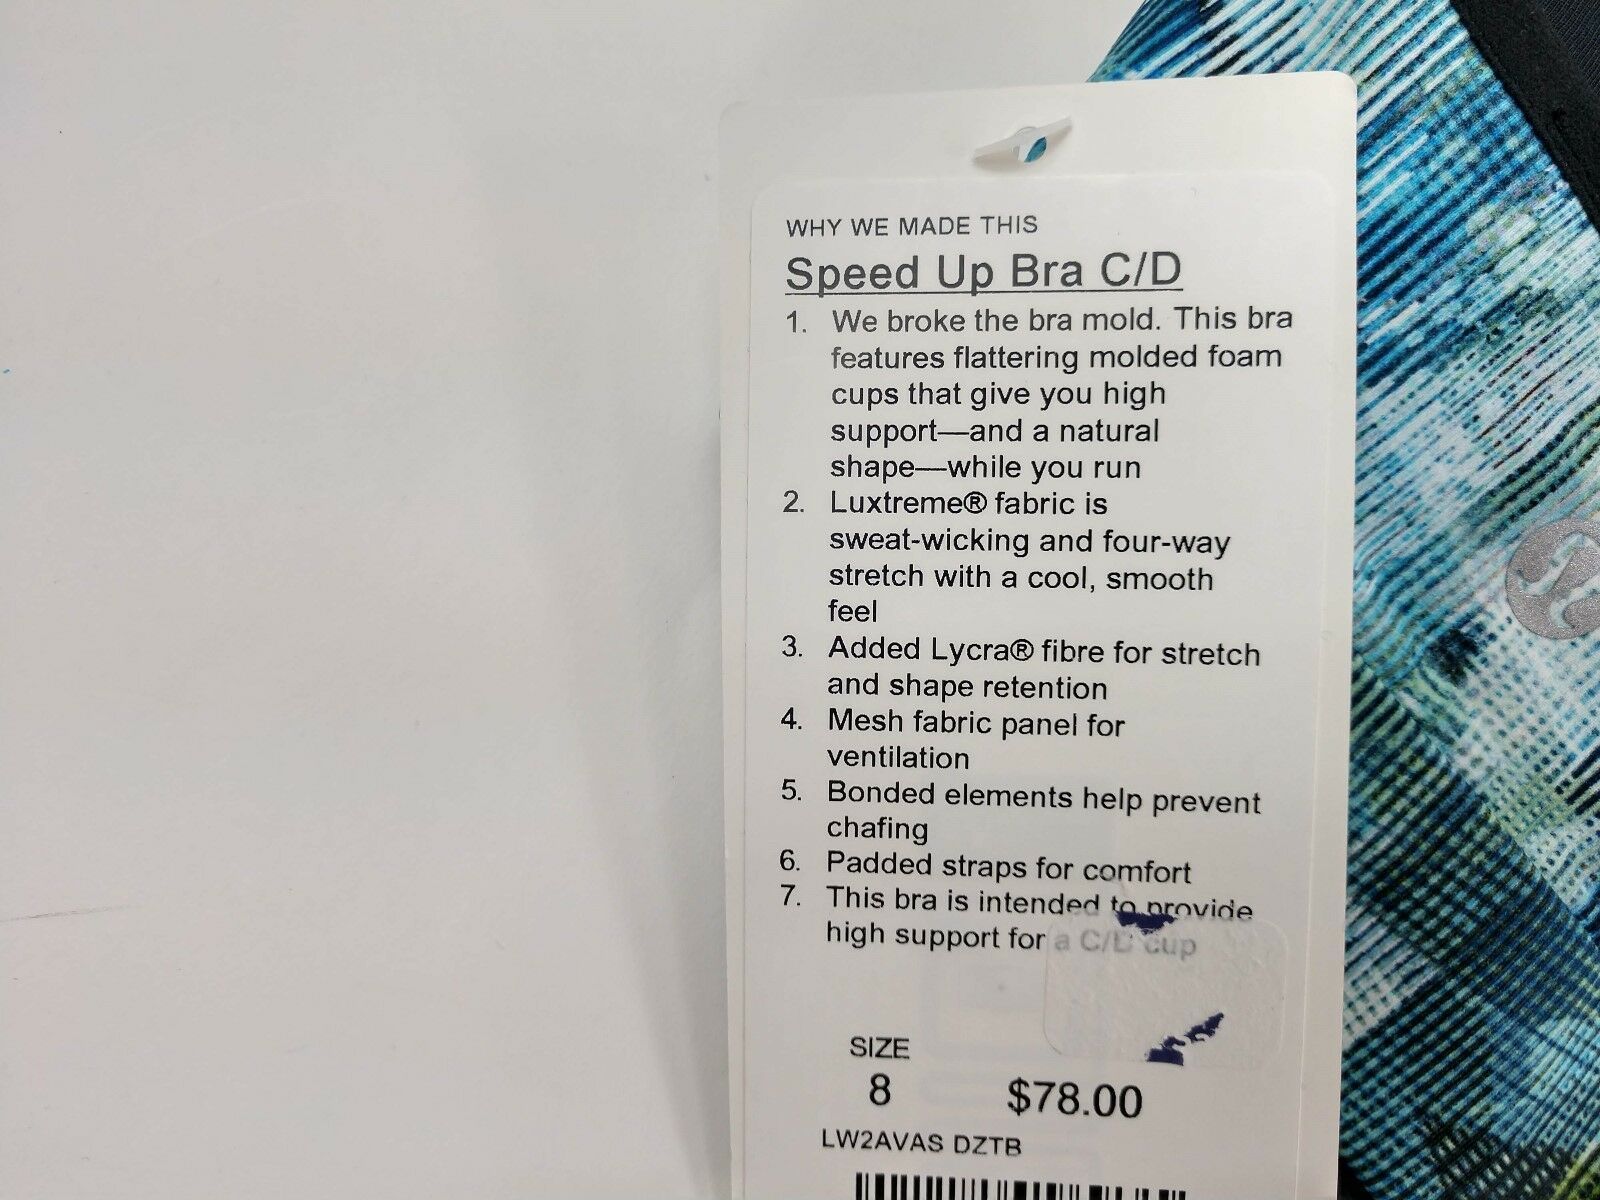 WHY WE MADE THIS
Speed Up Bra C/D
1. We broke the bra mold. This bra
features flattering molded foam
cups that give you high
support—and a natural
shape—while you run
2. Luxtreme® fabric is
sweat-wicking and four-way
stretch with a cool, smooth
feel
3. Added Lycra® fibre for stretch
and shape retention
4. Mesh fabric panel for
ventilation
5. Bonded elements help prevent
chafing
6. Padded straps for comfort
7. This bra is intended to provide
high support for a C/D cup
SIZE
8 $78.00
LW2AVAS DZTB